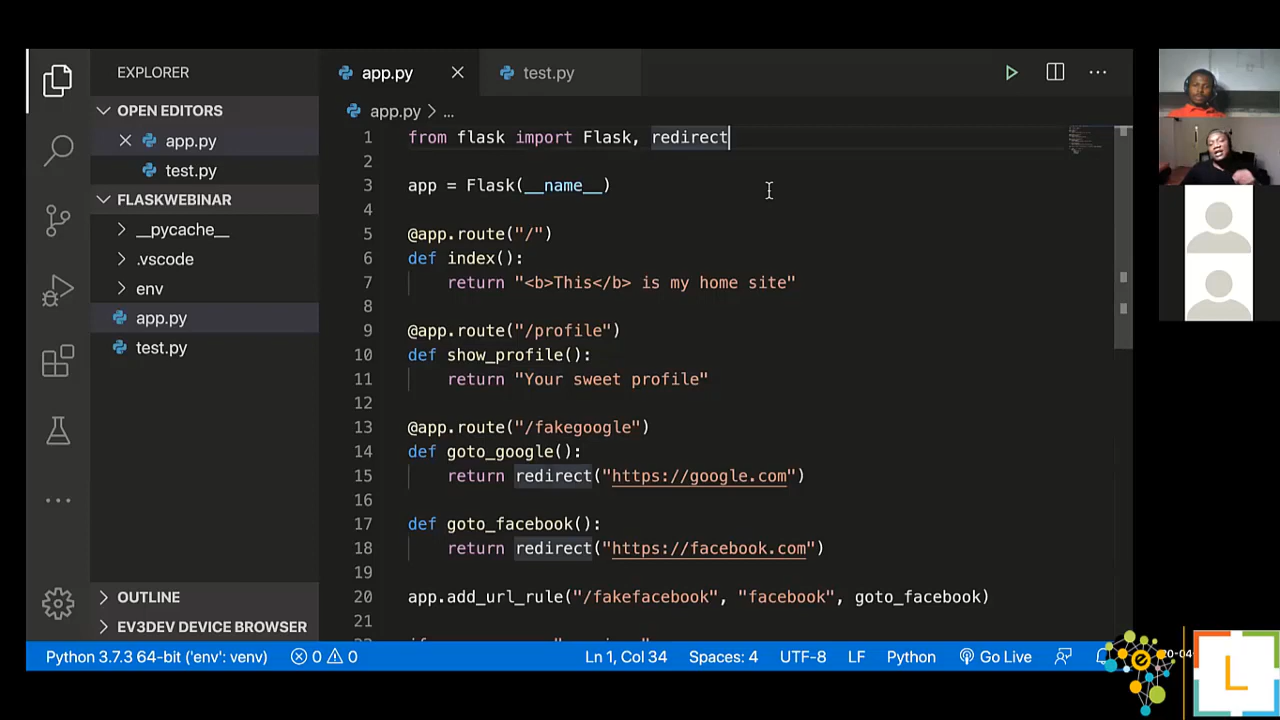 EXPLORER
OPEN EDITORS
app.py
test.py
FLASKWEBINAR
__pycache__
.vscode
env
app.py
test.py
OUTLINE
EV3DEV DEVICE BROWSER
app.py
test.py
app.py > ...
1 from flask import Flask, redirect
2
3 app = Flask(__name__)
4
5 @app.route("/")
6 def index():
7 return "<b>This</b> is my home site"
8
9 @app.route("/profile")
10 def show_profile():
11 return "Your sweet profile"
12
13 @app.route("/fakegoogle")
14 def goto_google():
15 return redirect("https://google.com")
16
17 def goto_facebook():
18 return redirect("https://facebook.com")
19
20 app.add_url_rule("/fakefacebook", "facebook", goto_facebook)
21
Python 3.7.3 64-bit ('env': venv) 0 0 Ln 1, Col 34 Spaces: 4 UTF-8 LF Python Go Live
L